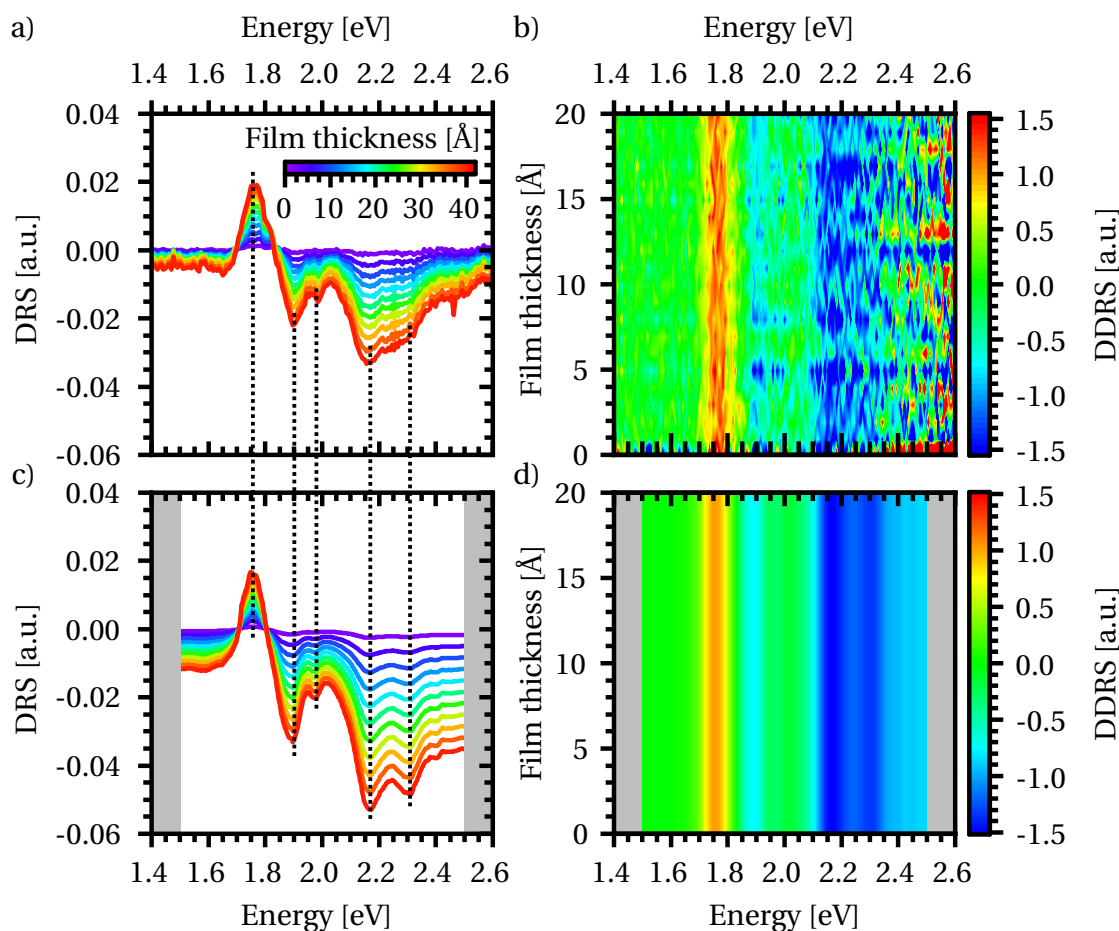 a)
Energy [eV]
b)
Energy [eV]
1.4 1.6 1.8 2.0 2.2 2.4 2.6
1.4 1.6 1.8 2.0 2.2 2.4 2.6
DRS [a.u.]
0.04
0.02
0.00
-0.02
-0.04
-0.06
Film thickness [Å]
0 10 20 30 40
Film thickness [Å]
20
15
10
5
0
1.5
1.0
0.5
0.0
-0.5
-1.0
-1.5
DDRS [a.u.]
c)
d)
DRS [a.u.]
0.04
0.02
0.00
-0.02
-0.04
-0.06
Film thickness [Å]
20
15
10
5
0
1.5
1.0
0.5
0.0
-0.5
-1.0
-1.5
DDRS [a.u.]
1.4 1.6 1.8 2.0 2.2 2.4 2.6
1.4 1.6 1.8 2.0 2.2 2.4 2.6
Energy [eV]
Energy [eV]